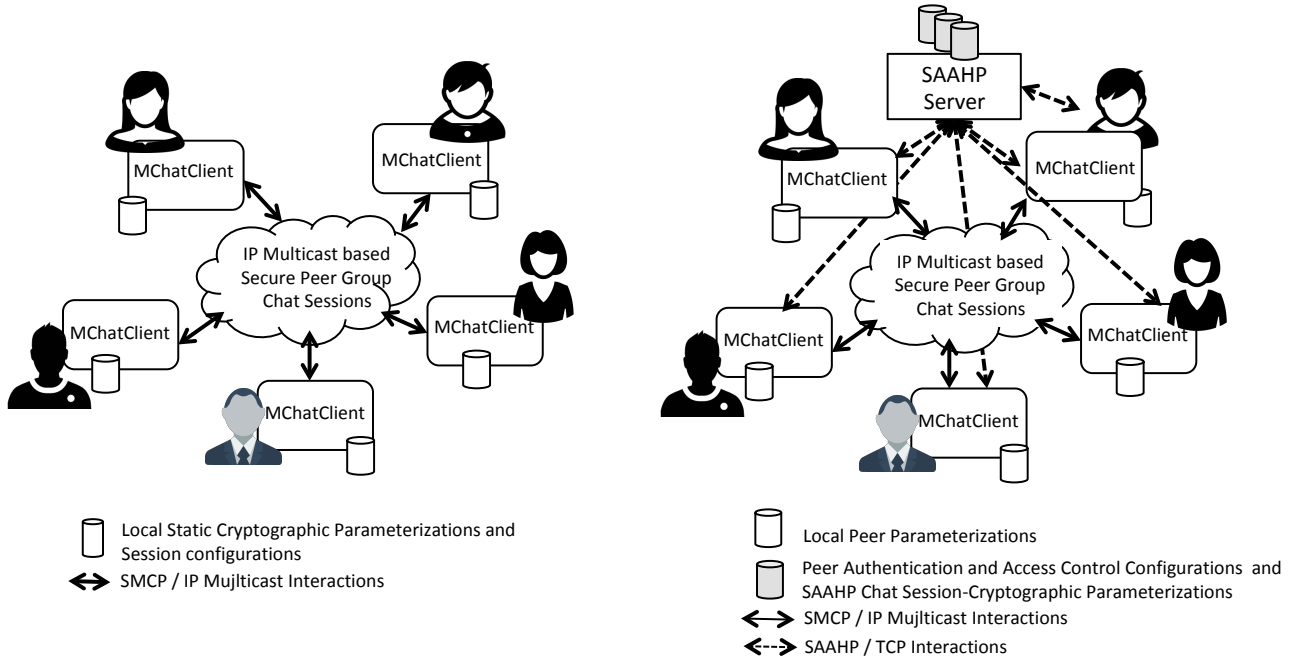 MChatClient
MChatClient
IP Multicast based
Secure Peer Group
Chat Sessions
MChatClient
MChatClient
MChatClient
Local Static Cryptographic Parameterizations and
Session configurations
SMCP / IP Mujlticast Interactions
SAAHP
Server
MChatClient
MChatClient
IP Multicast based
Secure Peer Group
Chat Sessions
MChatClient
MChatClient
MChatClient
Local Peer Parameterizations
Peer Authentication and Access Control Configurations and
SAAHP Chat Session-Cryptographic Parameterizations
SMCP / IP Mujlticast Interactions
SAAHP / TCP Interactions